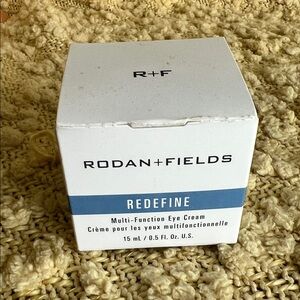 R+F
RODAN+FIELDS
REDEFINE
Multi-Function Eye Cream
Crème pour les yeux multifonctionnelle
15 mL / 0.5 Fl. Oz. U.S.